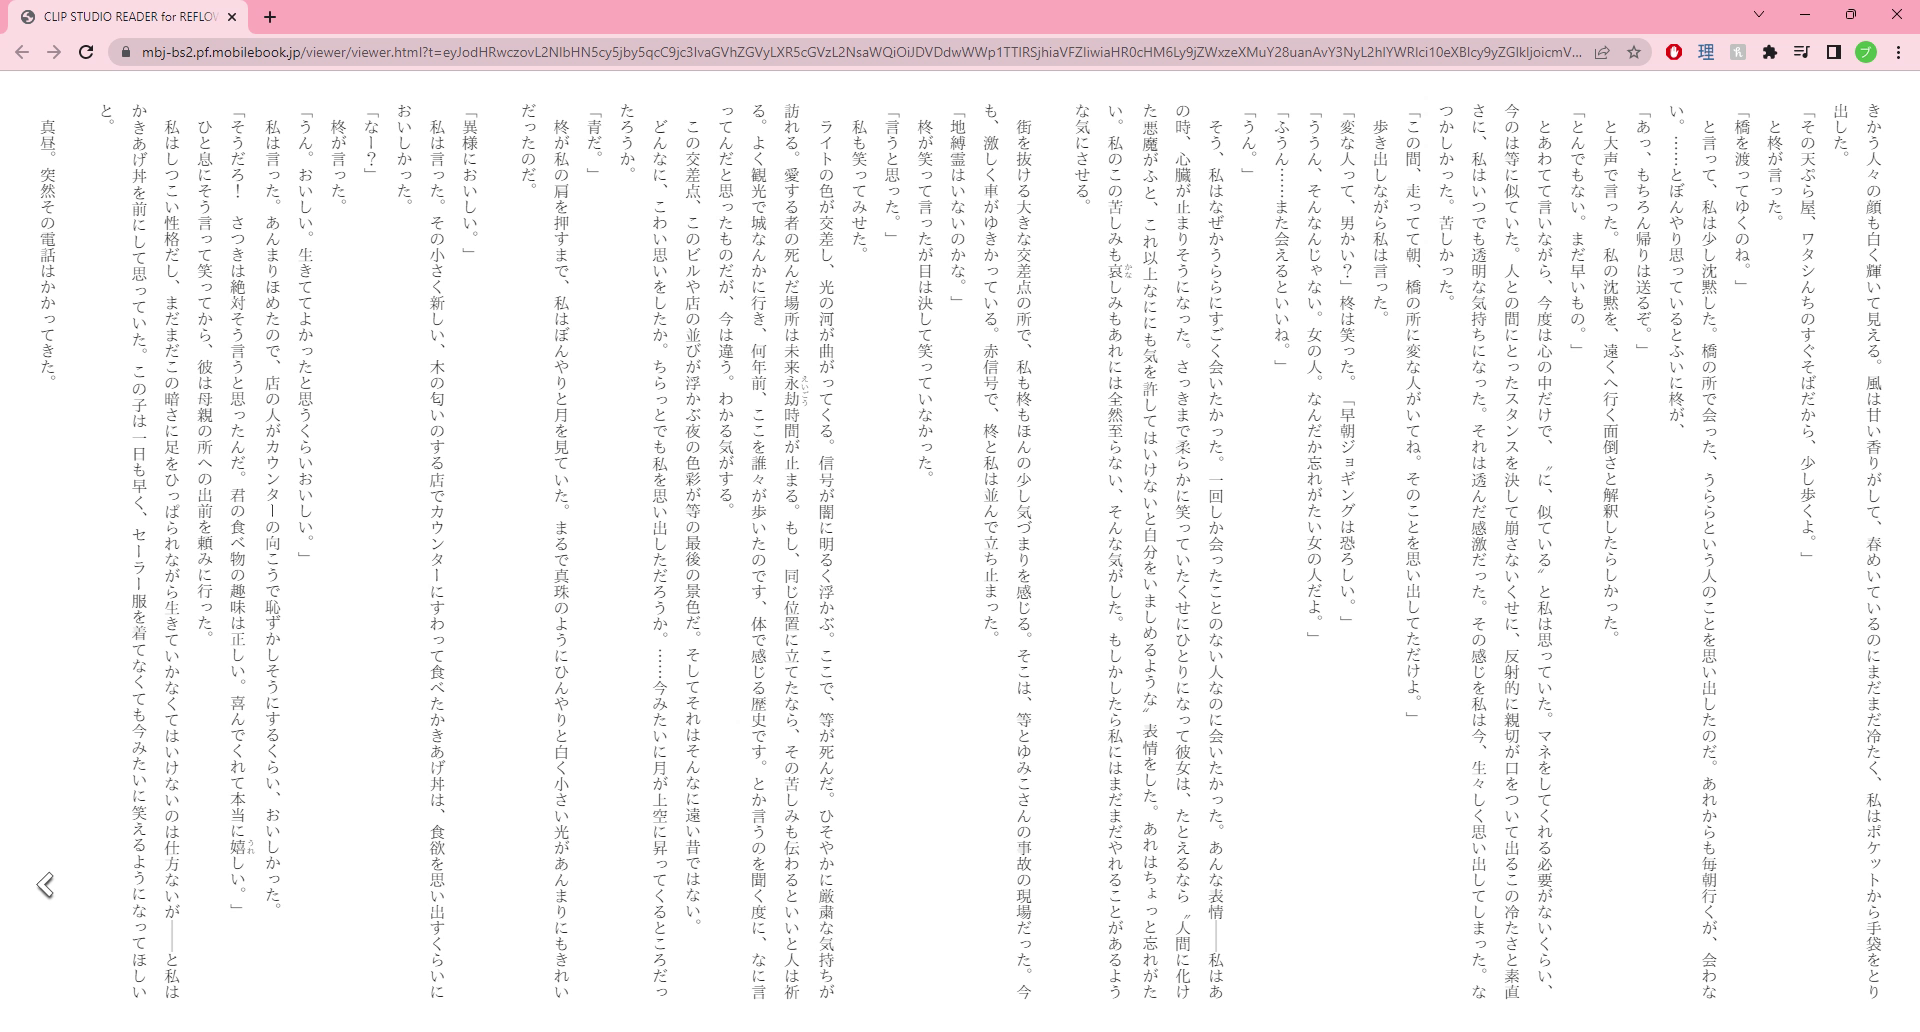 CLIP STUDIO READER for REFLOW
mbj-bs2.pf.mobilebook.jp/viewer/viewer.html?t=eyJodHRwczovL2NlbHN5cy5jby5qcC9jc3IvaGVhZGVyLXR5cGVzL2NsaWQiOiJDVDdwWWp1TTlRSjhiaVFZIiwiaHR0cHM6Ly9jZWxzeXMuY28uanAvY3NyL2hlYWRlci10eXBlcy9yZGlkIjoicmV...
理
ブ
きかう人々の顔も白く輝いて見える。風は甘い香りがして、春めいているのにまだまだ冷たく、私はポケットから手袋をとり
出した。
「その天ぷら屋、ワタシんちのすぐそばだから、少し歩くよ。」
と柊が言った。
「橋を渡ってゆくのね。」
と言って、私は少し沈黙した。橋の所で会った、うららという人のことを思い出したのだ。あれからも毎朝行くが、会わな
い。……とぼんやり思っているとふいに柊が、
「あっ、もちろん帰りは送るぞ。」
と大声で言った。私の沈黙を、遠くへ行く面倒さと解釈したらしかった。
「とんでもない。まだ早いもの。」
とあわてて言いながら、今度は心の中だけで、〝に、似ている〟と私は思っていた。マネをしてくれる必要がないくらい、
今のは等に似ていた。人との間にとったスタンスを決して崩さないくせに、反射的に親切が口をついて出るこの冷たさと素直
さに、私はいつでも透明な気持ちになった。それは透んだ感激だった。その感じを私は今、生々しく思い出してしまった。な
つかしかった。苦しかった。
「この間、走ってて朝、橋の所に変な人がいてね。そのことを思い出してただけよ。」
歩き出しながら私は言った。
「変な人って、男かい？」柊は笑った。「早朝ジョギングは恐ろしい。」
「ううん、そんなんじゃない。女の人。なんだか忘れがたい女の人だよ。」
「ふうん……また会えるといいね。」
「うん。」
そう、私はなぜかうららにすごく会いたかった。一回しか会ったことのない人なのに会いたかった。あんな表情――私はあ
の時、心臓が止まりそうになった。さっきまで柔らかに笑っていたくせにひとりになって彼女は、たとえるなら〝人間に化け
た悪魔がふと、これ以上なににも気を許してはいけないと自分をいましめるような〟表情をした。あれはちょっと忘れがた
い。私のこの苦しみも哀しみもあれには全然至らない、そんな気がした。もしかしたら私にはまだまだやれることがあるよう
かな
な気にさせる。
街を抜ける大きな交差点の所で、私も柊もほんの少し気づまりを感じる。そこは、等とゆみこさんの事故の現場だった。今
も、激しく車がゆきかっている。赤信号で、柊と私は並んで立ち止まった。
「地縛霊はいないのかな。」
柊が笑って言ったが目は決して笑っていなかった。
「言うと思った。」
私も笑ってみせた。
ライトの色が交差し、光の河が曲がってくる。信号が闇に明るく浮かぶ。ここで、等が死んだ。ひそやかに厳粛な気持ちが
訪れる。愛する者の死んだ場所は未来永劫時間が止まる。もし、同じ位置に立てたなら、その苦しみも伝わるといいと人は祈
えいごう
る。よく観光で城なんかに行き、何年前、ここを誰々が歩いたのです、体で感じる歴史です。とか言うのを聞く度に、なに言
ってんだと思ったものだが、今は違う。わかる気がする。
この交差点、このビルや店の並びが浮かぶ夜の色彩が等の最後の景色だ。そしてそれはそんなに遠い昔ではない。
どんなに、こわい思いをしたか。ちらっとでも私を思い出しただろうか。……今みたいに月が上空に昇ってくるところだっ
たろうか。
「青だ。」
柊が私の肩を押すまで、私はぼんやりと月を見ていた。まるで真珠のようにひんやりと白く小さい光があんまりにもきれい
だったのだ。
「異様においしい。」
私は言った。その小さく新しい、木の匂いのする店でカウンターにすわって食べたかきあげ丼は、食欲を思い出すくらいに
おいしかった。
「なー？」
柊が言った。
「うん。おいしい。生きててよかったと思うくらいおいしい。」
私は言った。あんまりほめたので、店の人がカウンターの向こうで恥ずかしそうにするくらい、おいしかった。
「そうだろ！　さつきは絶対そう言うと思ったんだ。君の食べ物の趣味は正しい。喜んでくれて本当に嬉しい。」
うれ
ひと息にそう言って笑ってから、彼は母親の所への出前を頼みに行った。
私はしつこい性格だし、まだまだこの暗さに足をひっぱられながら生きていかなくてはいけないのは仕方ないが――と私は
かきあげ丼を前にして思っていた。この子は一日も早く、セーラー服を着てなくても今みたいに笑えるようになってほしい
と。
真昼。突然その電話はかかってきた。